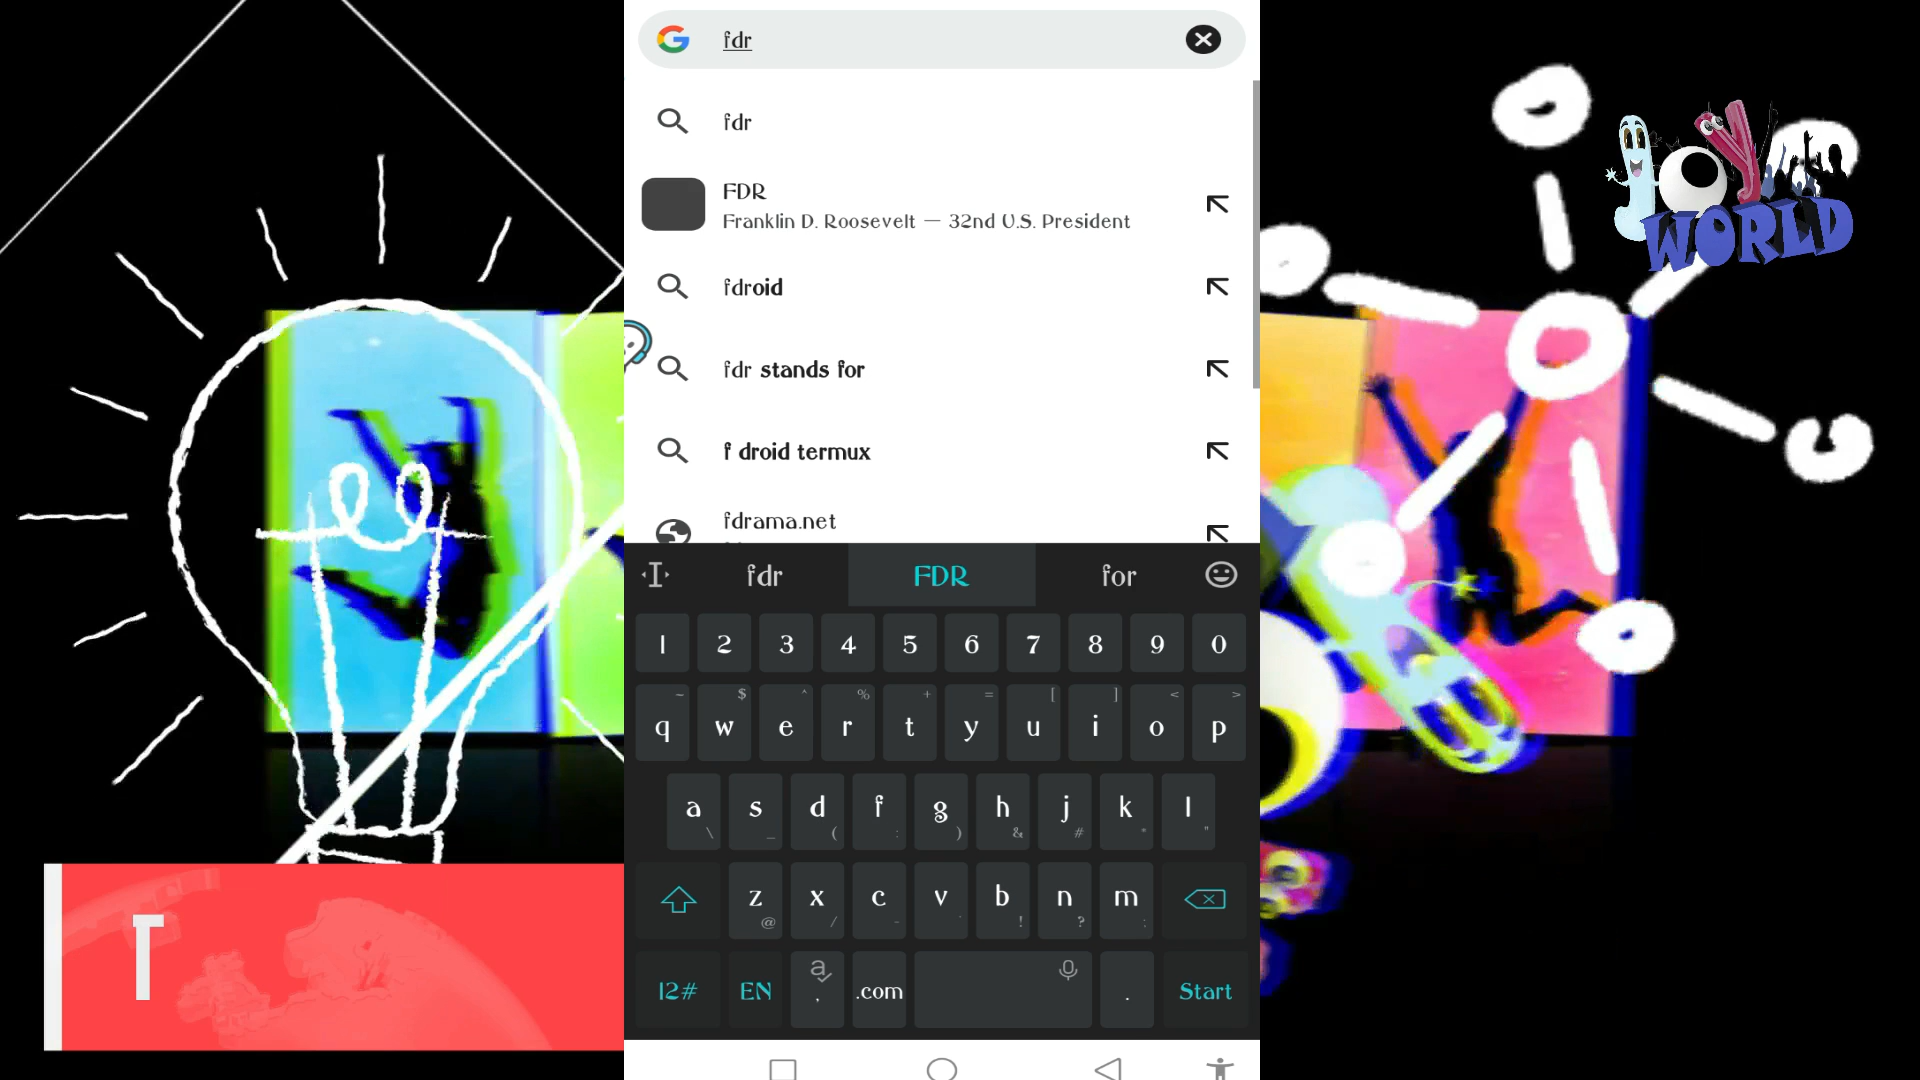 fdr
fdr
FDR
Franklin D. Roosevelt — 32nd U.S. President
fdroid
fdr stands for
f droid termux
fdrama.net
fdr FDR for
1 2 3 4 5 6 7 8 9 0
~ $ ^ % + = [ ] < >
q w e r t y u i o p
a s d f g h j k l
\ _ ( : ) & # * "
z x c v b n m
@ / - ' ! ? ;
12# EN , .com . Start
T
JOY
WORLD